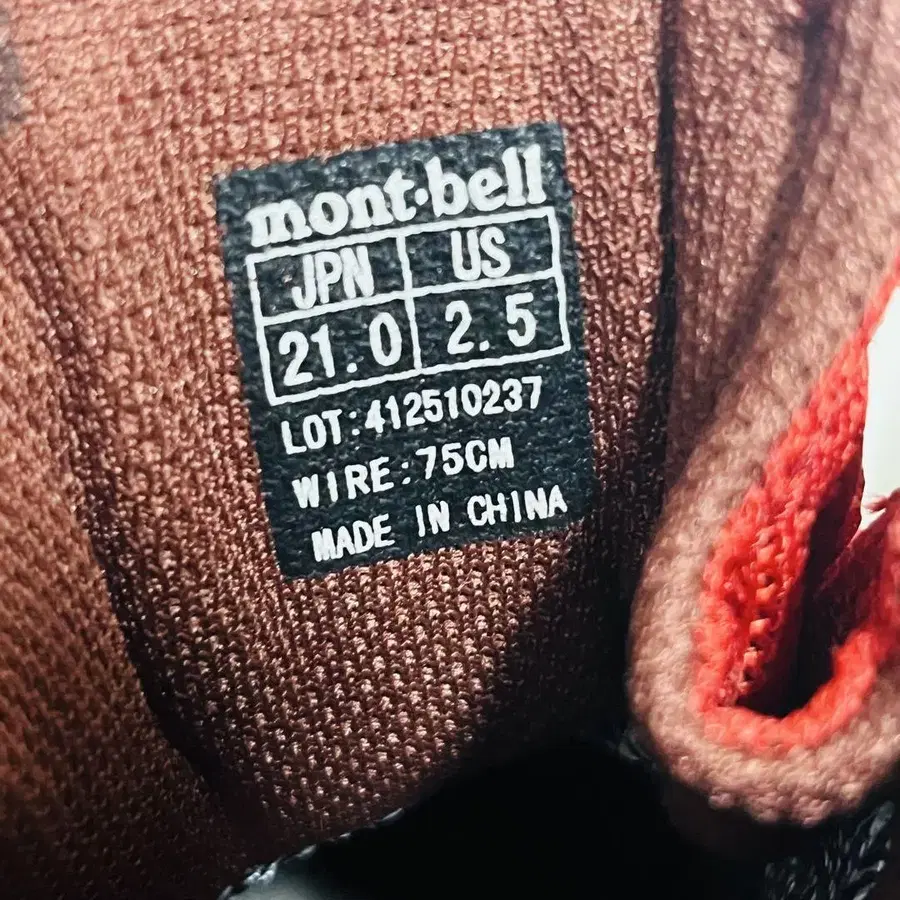 mont·bell
JPN US
21.0 2.5
LOT:412510237
WIRE:75CM
MADE IN CHINA